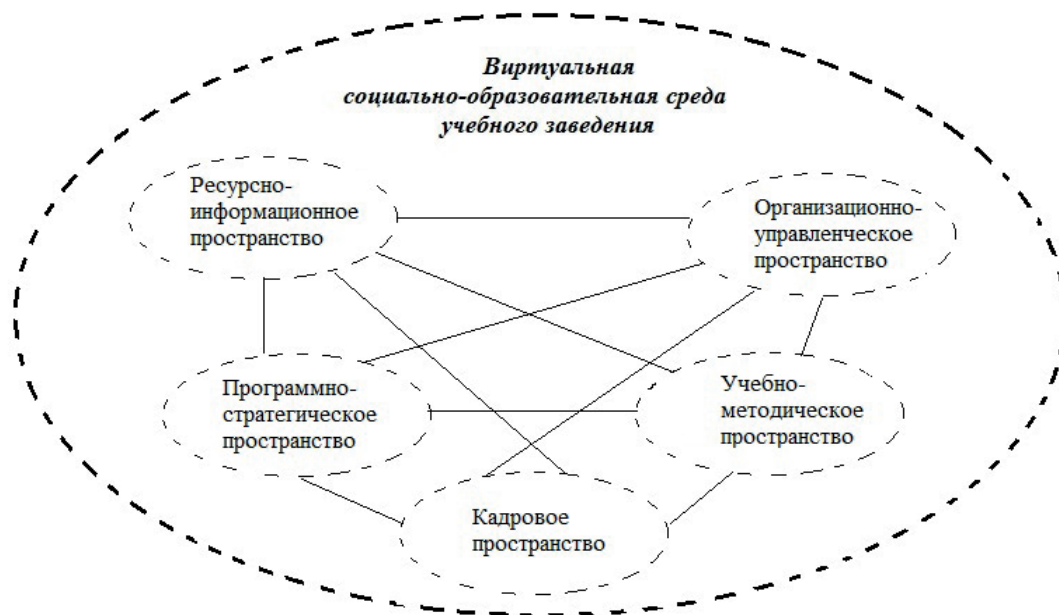 Виртуальная
социально-образовательная среда
учебного заведения
Ресурсно-
информационное
пространство
Организационно-
управленческое
пространство
Программно-
стратегическое
пространство
Учебно-
методическое
пространство
Кадровое
пространство